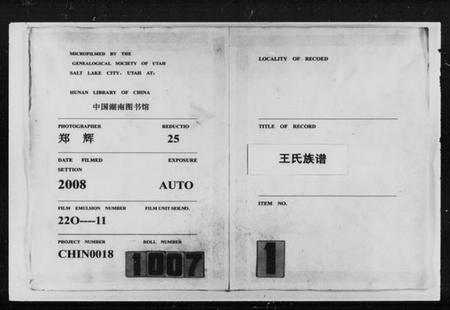 MICROFILMED BY THE
GENEALOGICAL SOCIETY OF UTAH
SALT LAKE CITY, UTAH AT:
HUNAN LIBRARY OF CHINA
中国湖南图书馆
PHOTOGRAPHER REDUCTIO
郑 辉 25
DATE FILMED EXPOSURE
SETTION
2008 AUTO
FILM EMULSION NUMBER FILM UNIT SER.NO.
22O----11
PROJECT NUMBER ROLL NUMBER
CHIN0018 1007
LOCALITY OF RECOED
TITLE OF RECORD
王氏族谱
ITEM NO.
1